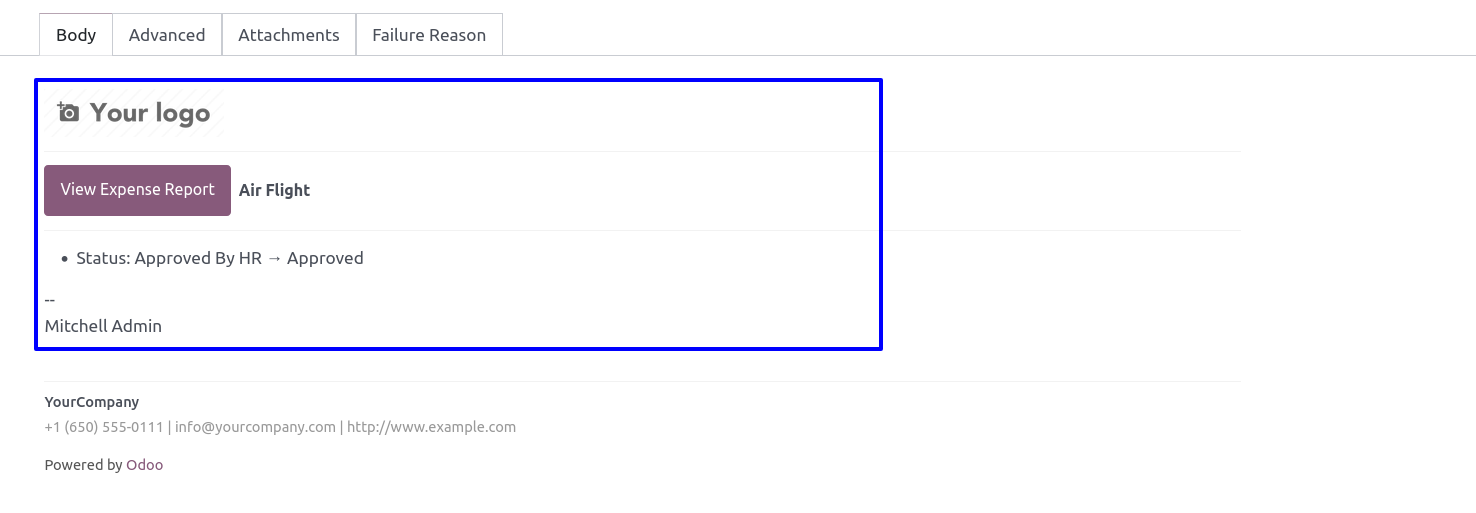 Body Advanced Attachments Failure Reason
Your logo
View Expense Report Air Flight
• Status: Approved By HR → Approved
--
Mitchell Admin
YourCompany
+1 (650) 555-0111 | info@yourcompany.com | http://www.example.com
Powered by Odoo